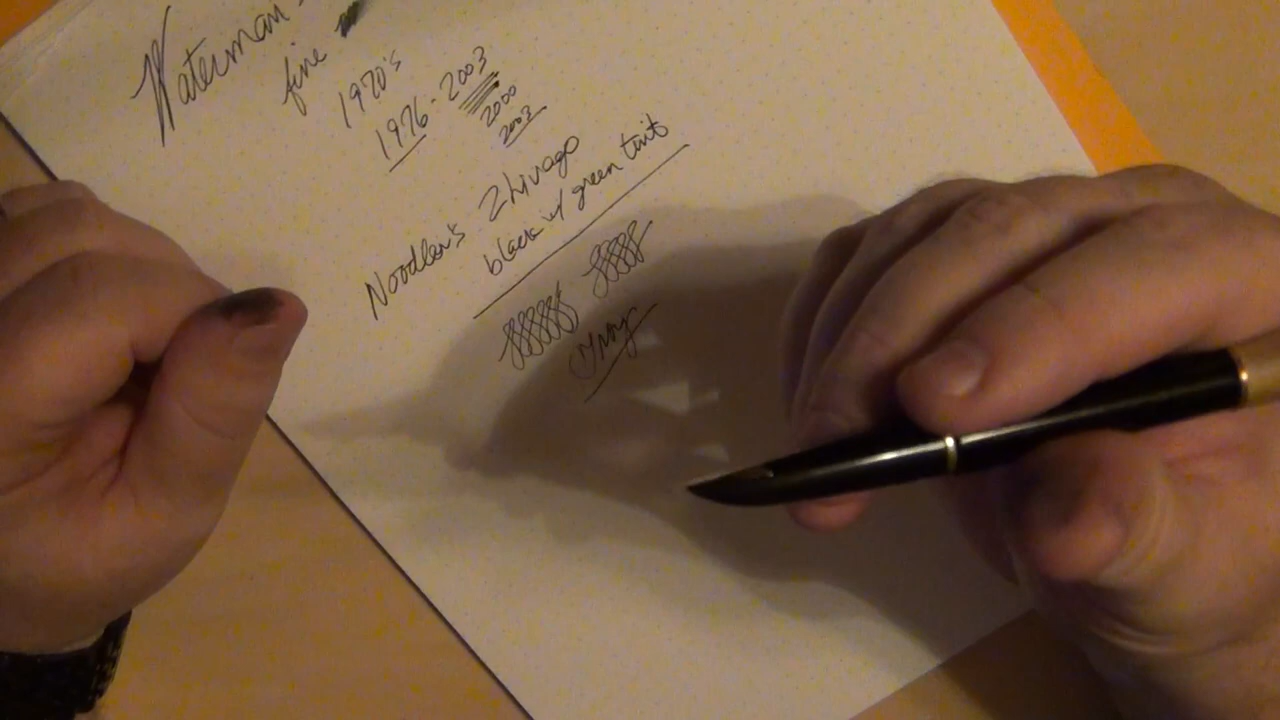 Waterman
fine
1970's
1976-2003
2000
2003
Noodler's Zhivago
black w/ green tint